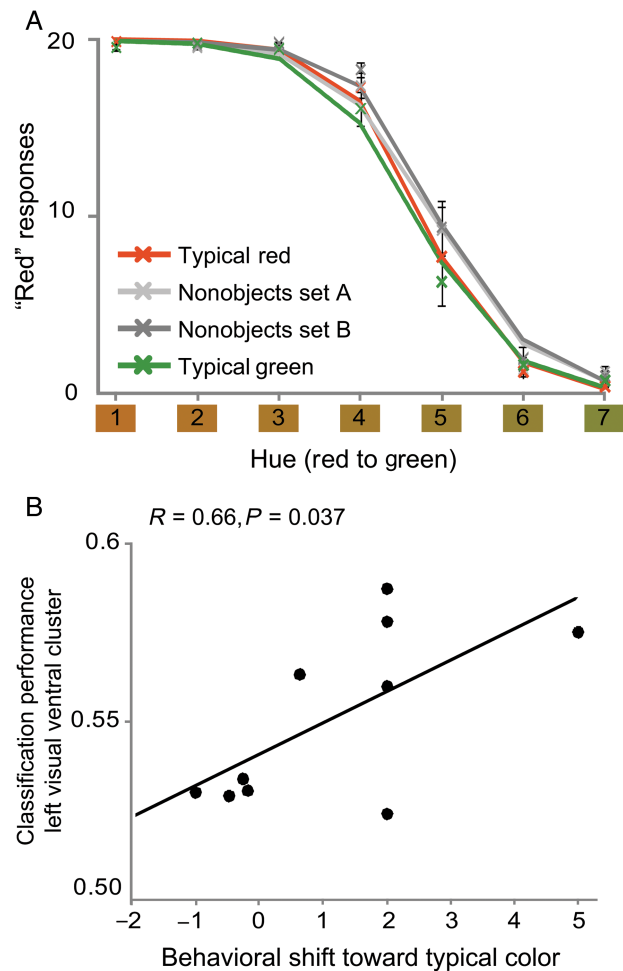 A
20
10
0
“Red” responses
Typical red
Nonobjects set A
Nonobjects set B
Typical green
1 2 3 4 5 6 7
Hue (red to green)
B
R = 0.66, P = 0.037
0.6
0.55
0.50
Classification performance
left visual ventral cluster
−2 −1 0 1 2 3 4 5
Behavioral shift toward typical color